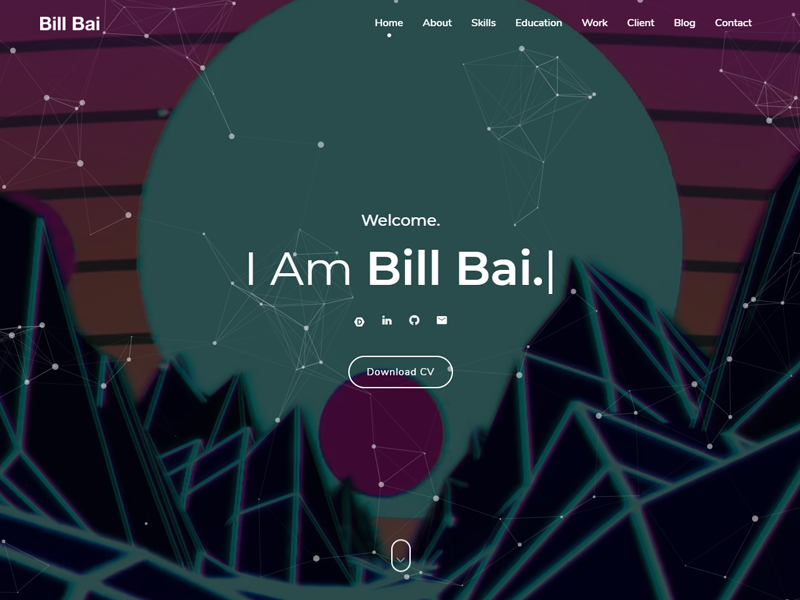 Bill Bai
Home About Skills Education Work Client Blog Contact
Welcome.
I Am Bill Bai.|
Download CV